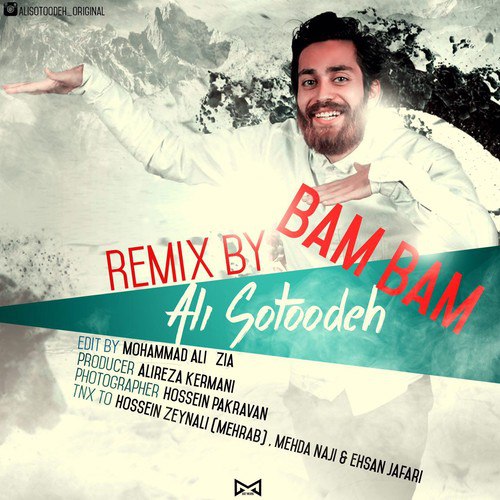 ALISOTOODEH_ORIGINAL
REMIX BY BAM BAM
Ali Sotoodeh
EDIT BY MOHAMMAD ALI ZIA
PRODUCER ALIREZA KERMANI
PHOTOGRAPHER HOSSEIN PAKRAVAN
TNX TO HOSSEIN ZEYNALI (MEHRAB) , MEHDA NAJI & EHSAN JAFARI